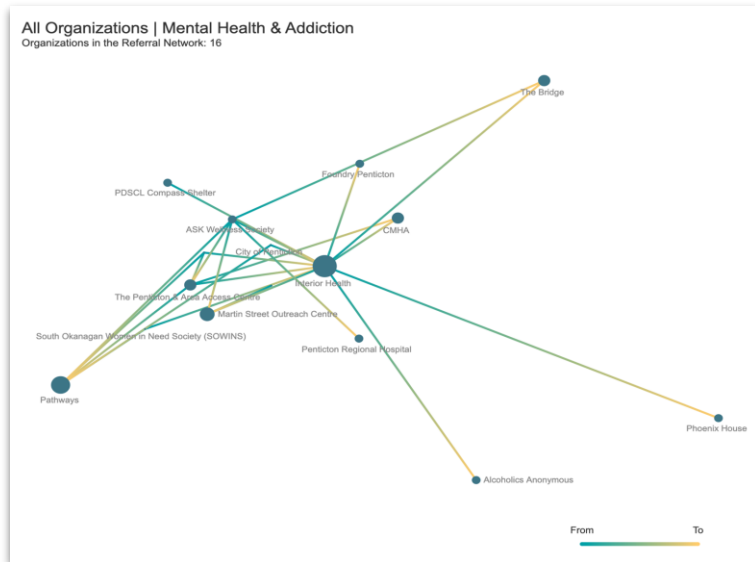 All Organizations | Mental Health & Addiction
Organizations in the Referral Network: 16
The Bridge
Foundry Penticton
PDSCL Compass Shelter
ASK Wellness Society
CMHA
City of Penticton
Interior Health
The Penticton & Area Access Centre
Martin Street Outreach Centre
South Okanagan Women in Need Society (SOWINS)
Penticton Regional Hospital
Pathways
Phoenix House
Alcoholics Anonymous
From To